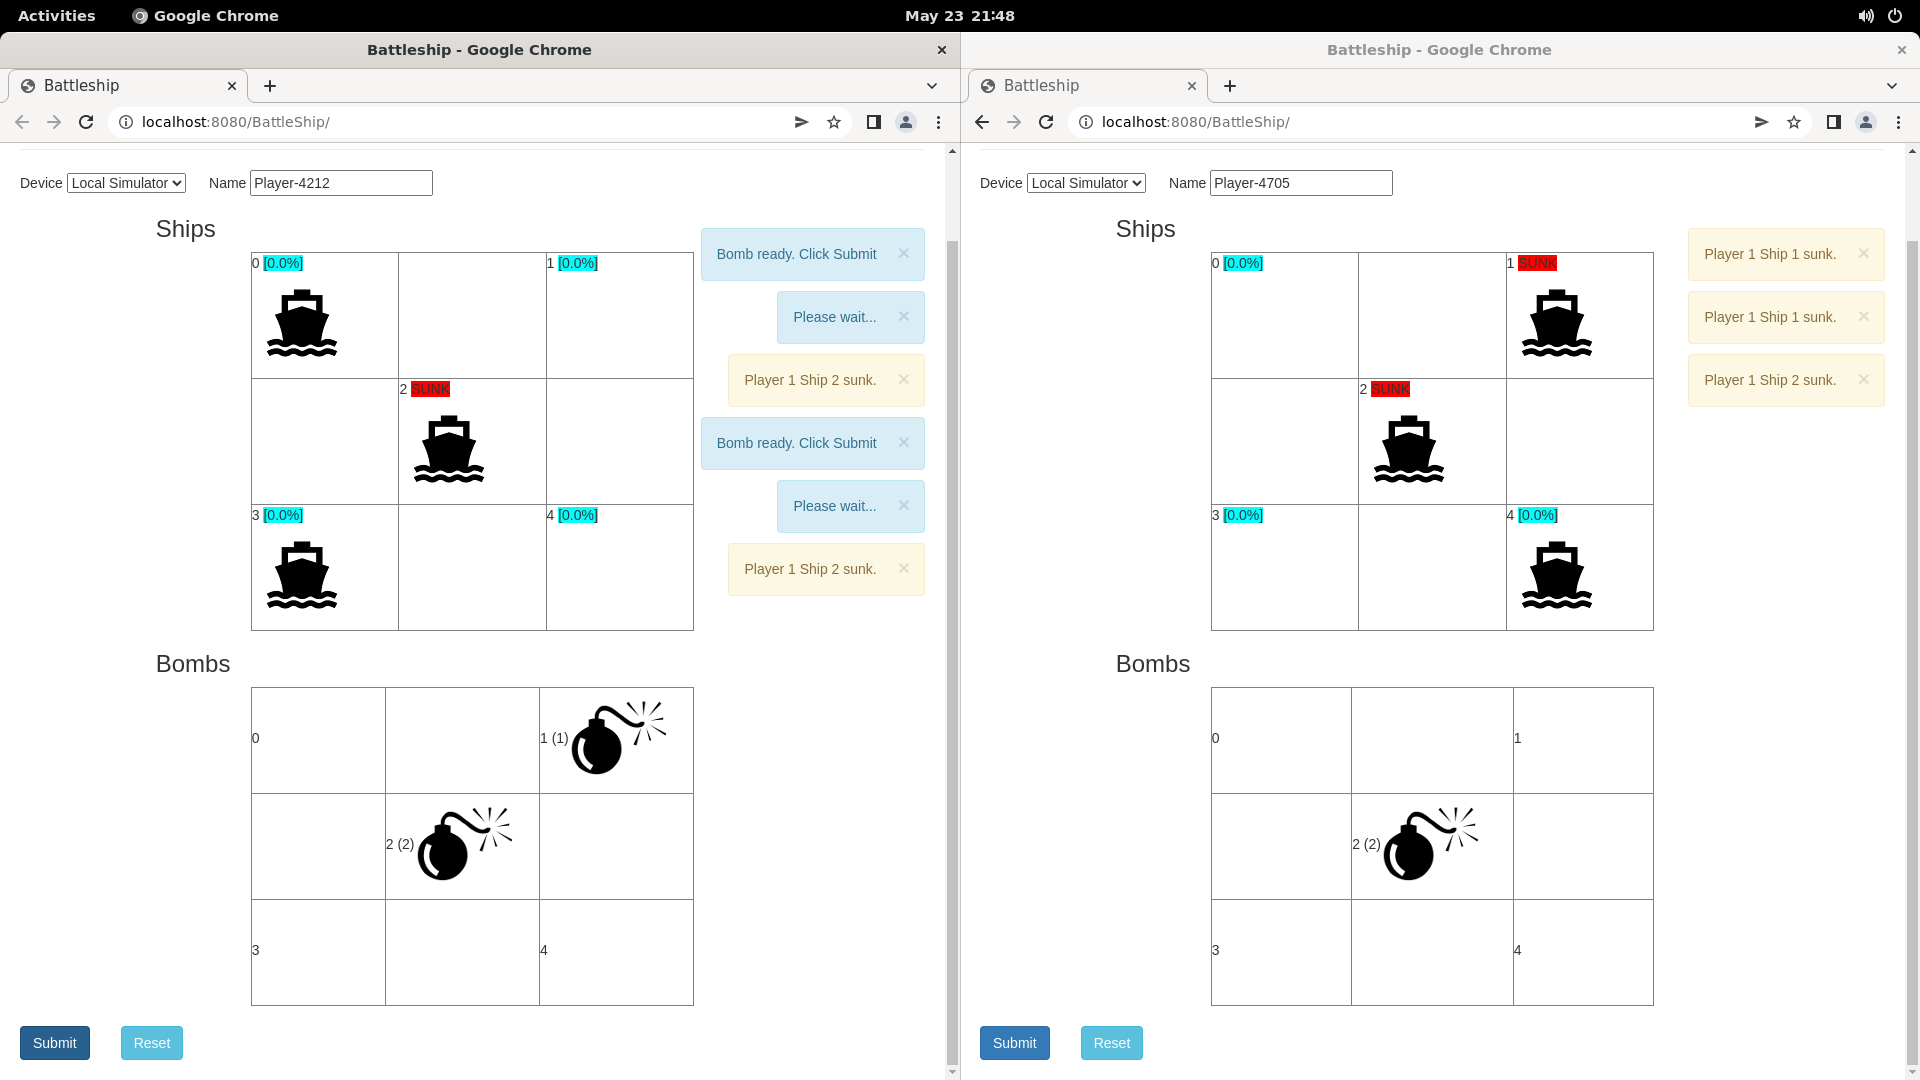 Activities Google Chrome May 23 21:48
Battleship - Google Chrome
Battleship
localhost:8080/BattleShip/
Device Local Simulator Name Player-4212
Ships
0 [0.0%] 1 [0.0%]
2 SUNK
3 [0.0%] 4 [0.0%]
Bomb ready. Click Submit ×
Please wait... ×
Player 1 Ship 2 sunk. ×
Bomb ready. Click Submit ×
Please wait... ×
Player 1 Ship 2 sunk. ×
Bombs
0 1 (1)
2 (2)
3 4
Submit Reset
Battleship - Google Chrome
Battleship
localhost:8080/BattleShip/
Device Local Simulator Name Player-4705
Ships
0 [0.0%] 1 SUNK
2 SUNK
3 [0.0%] 4 [0.0%]
Player 1 Ship 1 sunk. ×
Player 1 Ship 1 sunk. ×
Player 1 Ship 2 sunk. ×
Bombs
0 1
2 (2)
3 4
Submit Reset